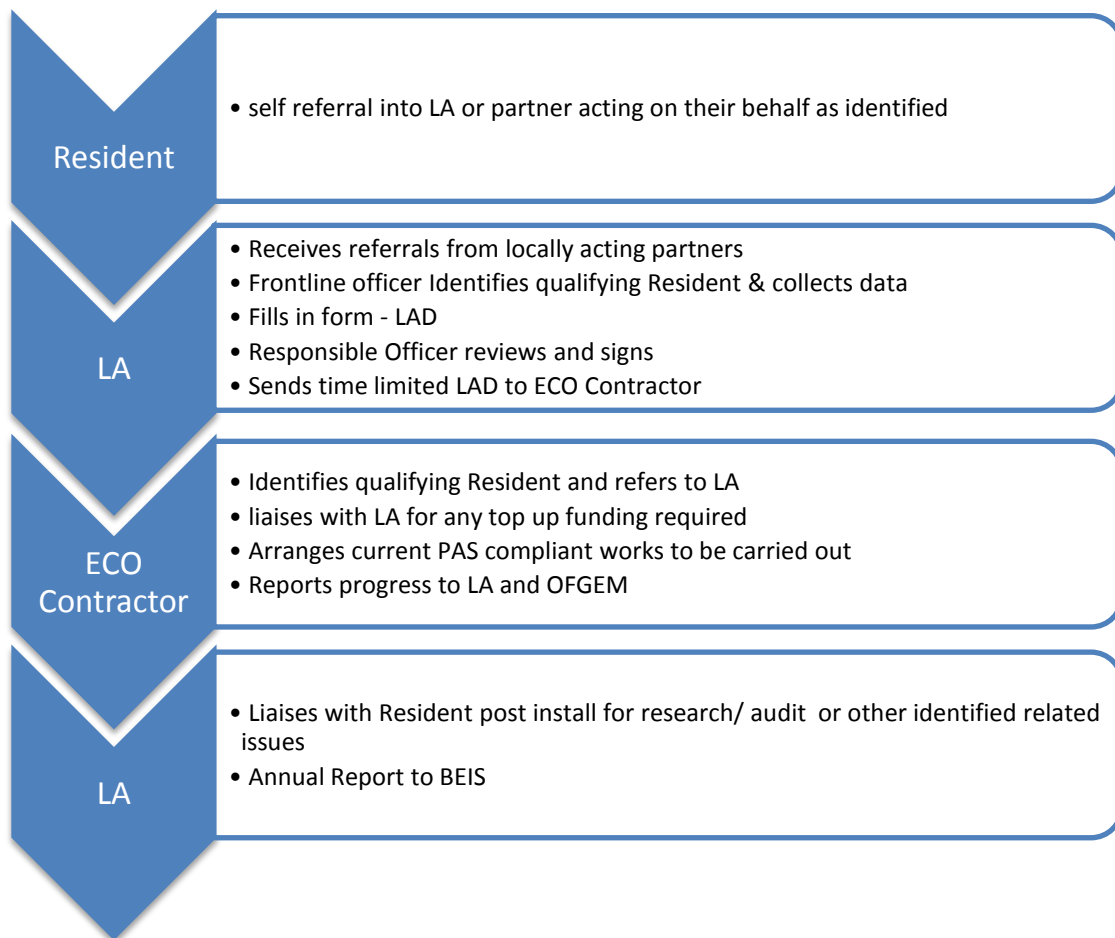 Resident
• self referral into LA or partner acting on their behalf as identified
LA
• Receives referrals from locally acting partners
• Frontline officer Identifies qualifying Resident & collects data
• Fills in form - LAD
• Responsible Officer reviews and signs
• Sends time limited LAD to ECO Contractor
ECO
Contractor
• Identifies qualifying Resident and refers to LA
• liaises with LA for any top up funding required
• Arranges current PAS compliant works to be carried out
• Reports progress to LA and OFGEM
LA
• Liaises with Resident post install for research/ audit or other identified related
issues
• Annual Report to BEIS